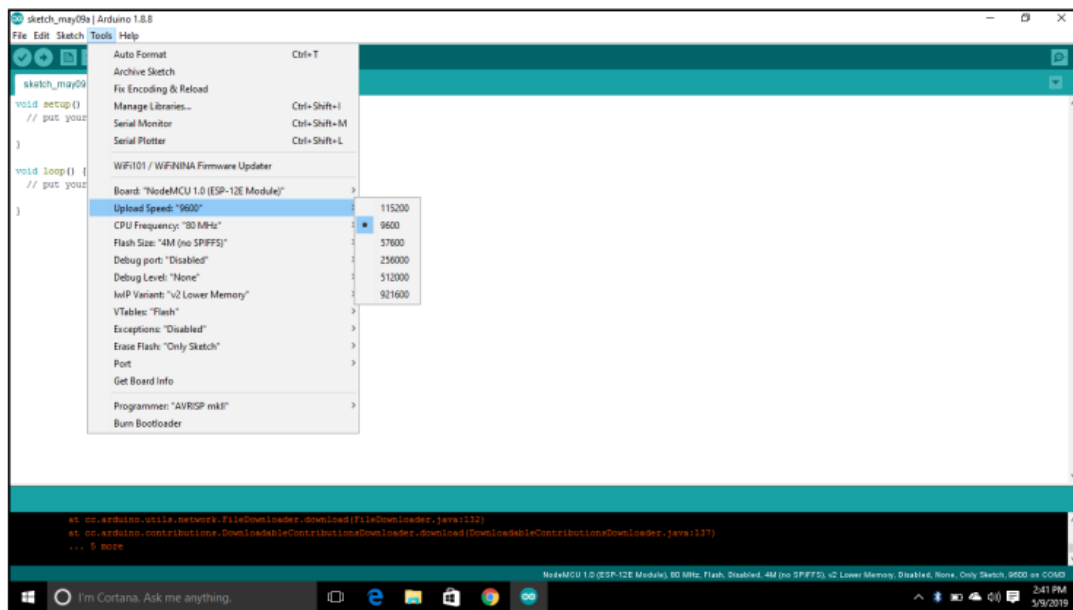 sketch_may09a | Arduino 1.8.8
File Edit Sketch Tools Help
sketch_may09
void setup()
// put your
}
void loop() {
// put your
}
Auto Format Ctrl+T
Archive Sketch
Fix Encoding & Reload
Manage Libraries... Ctrl+Shift+I
Serial Monitor Ctrl+Shift+M
Serial Plotter Ctrl+Shift+L
WiFi101 / WiFiNINA Firmware Updater
Board: "NodeMCU 1.0 (ESP-12E Module)"
Upload Speed: "9600"
CPU Frequency: "80 MHz"
Flash Size: "4M (no SPIFFS)"
Debug port: "Disabled"
Debug Level: "None"
lwIP Variant: "v2 Lower Memory"
VTables: "Flash"
Exceptions: "Disabled"
Erase Flash: "Only Sketch"
Port
Get Board Info
Programmer: "AVRISP mkII"
Burn Bootloader
115200
9600
57600
256000
512000
921600
at cc.arduino.utils.network.FileDownloader.download(FileDownloader.java:132)
at cc.arduino.contributions.DownloadableContributionsDownloader.download(DownloadableContributionsDownloader.java:137)
... 5 more
NodeMCU 1.0 (ESP-12E Module), 80 MHz, Flash, Disabled, 4M (no SPIFFS), v2 Lower Memory, Disabled, None, Only Sketch, 9600 on COM3
I'm Cortana. Ask me anything.
2:41 PM
5/9/2019